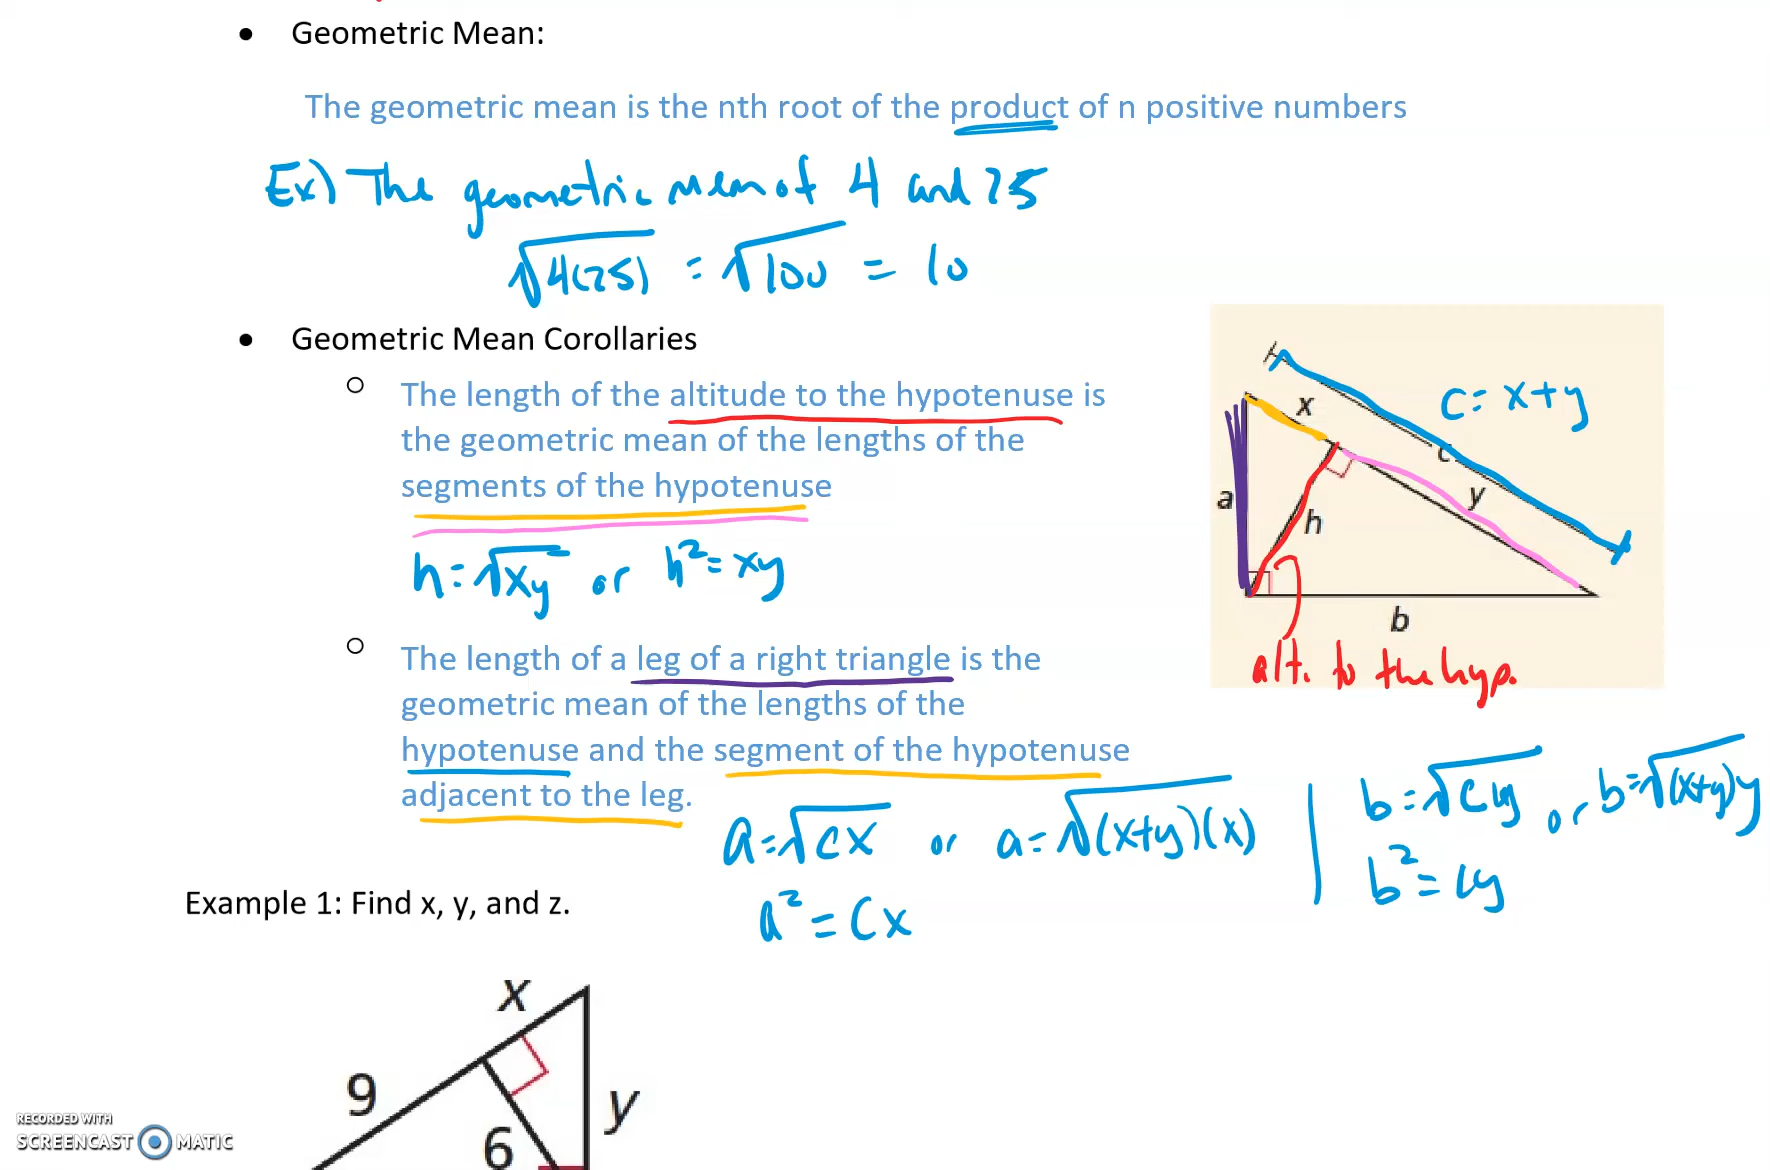 • Geometric Mean:
The geometric mean is the nth root of the product of n positive numbers
Ex) The geometric mean of 4 and 25
√4(25) = √100 = 10
• Geometric Mean Corollaries
○ The length of the altitude to the hypotenuse is
the geometric mean of the lengths of the
segments of the hypotenuse
h=√xy or h²=xy
○ The length of a leg of a right triangle is the
geometric mean of the lengths of the
hypotenuse and the segment of the hypotenuse
adjacent to the leg.
a=√cx or a=√(x+y)(x)
a²=cx
b=√cy or b=√(x+y)y
b²=cy
c=x+y
x
c
y
a
h
b
alt. to the hyp.
Example 1: Find x, y, and z.
x
9
y
6
RECORDED WITH
SCREENCAST MATIC